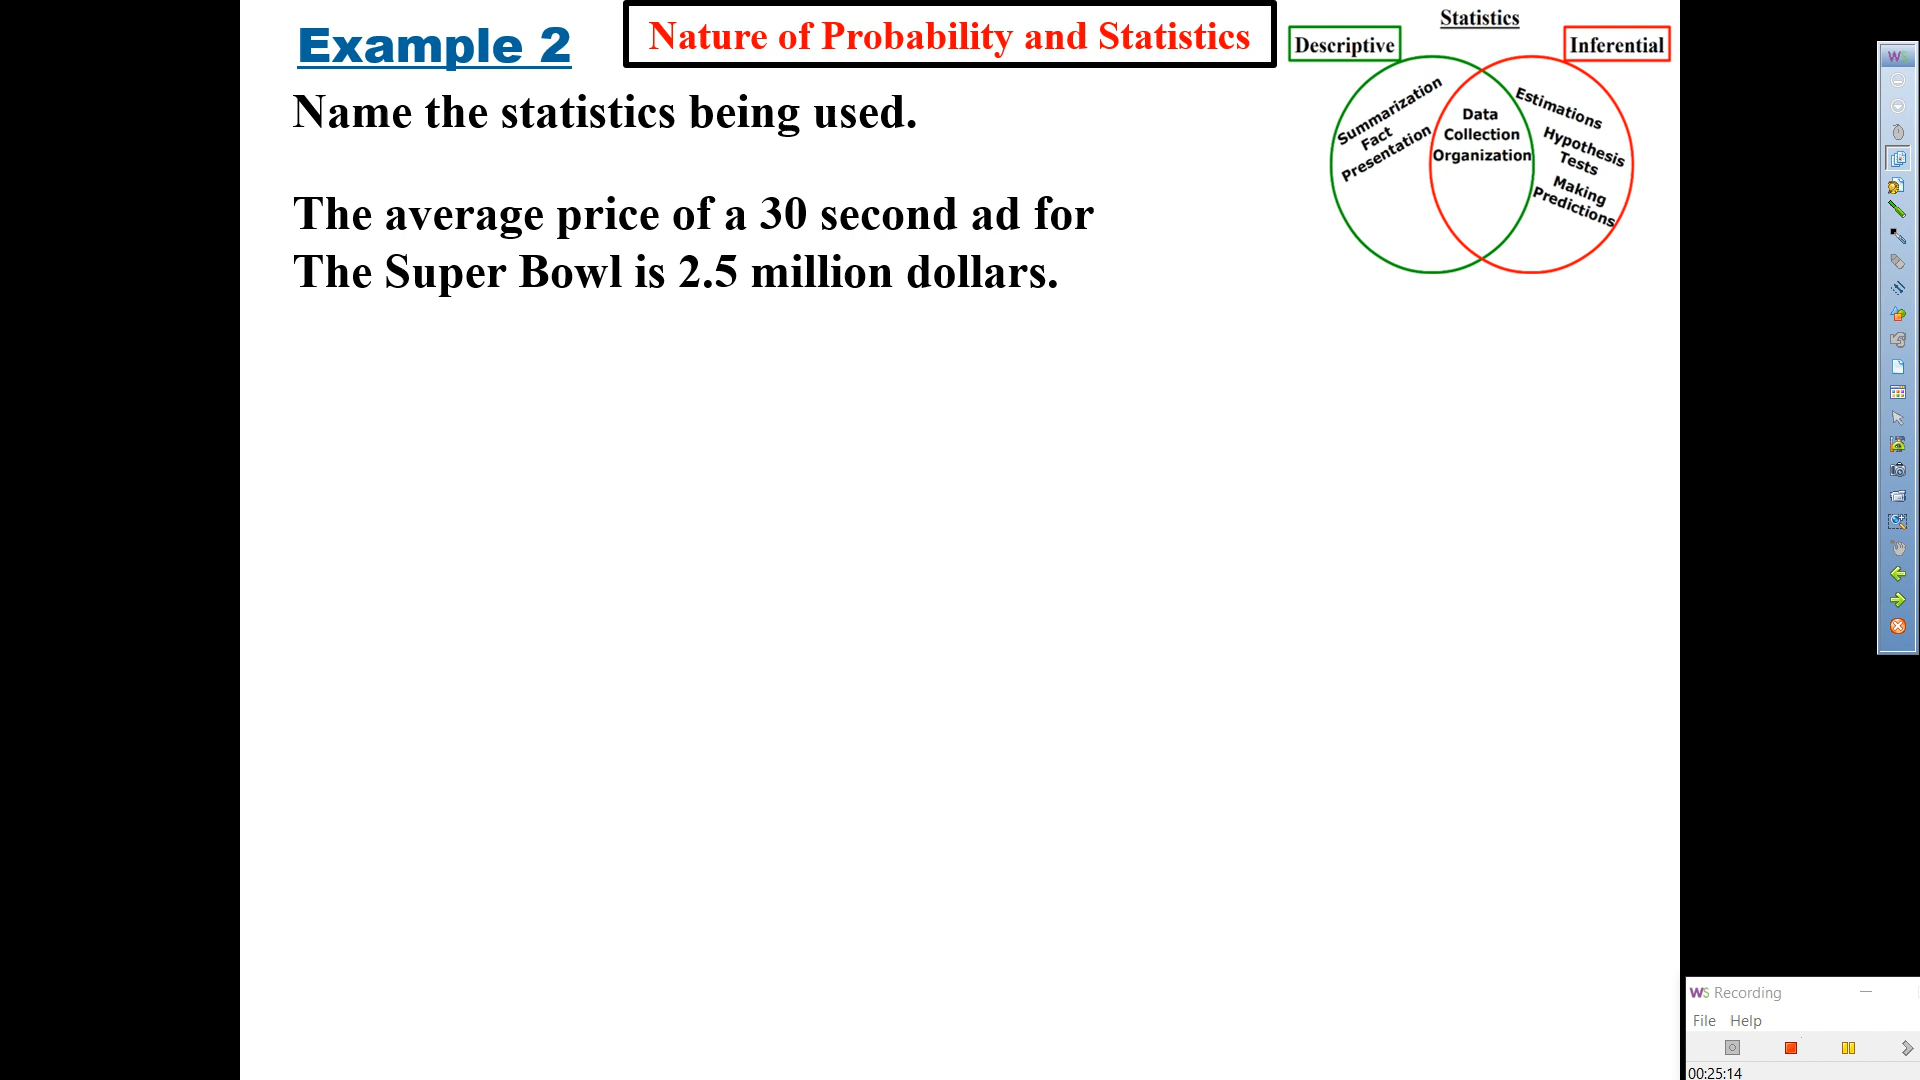 Example 2
Nature of Probability and Statistics
Name the statistics being used.
The average price of a 30 second ad for
The Super Bowl is 2.5 million dollars.
Statistics
Descriptive
Inferential
Summarization
Fact
Presentation
Data
Collection
Organization
Estimations
Hypothesis
Tests
Making
Predictions
WS
WS Recording
File Help
00:25:14